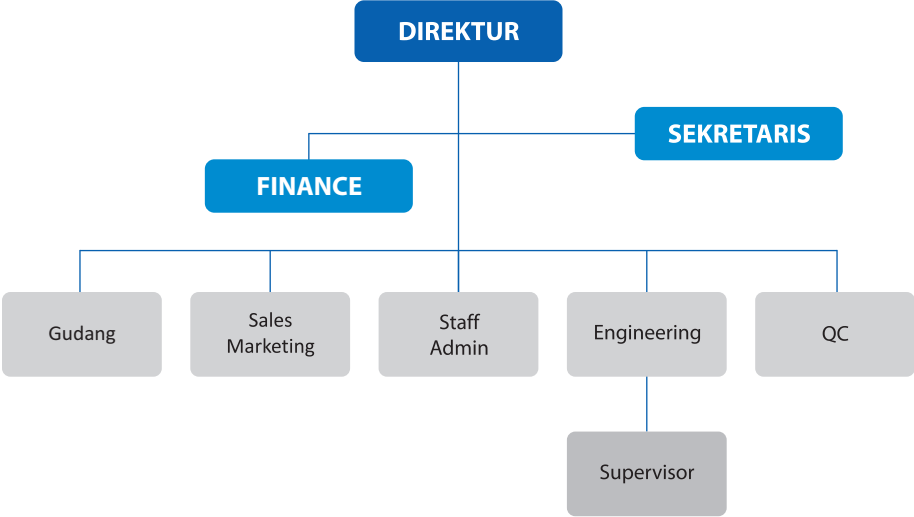 DIREKTUR
SEKRETARIS
FINANCE
Gudang
Sales
Marketing
Staff
Admin
Engineering
QC
Supervisor